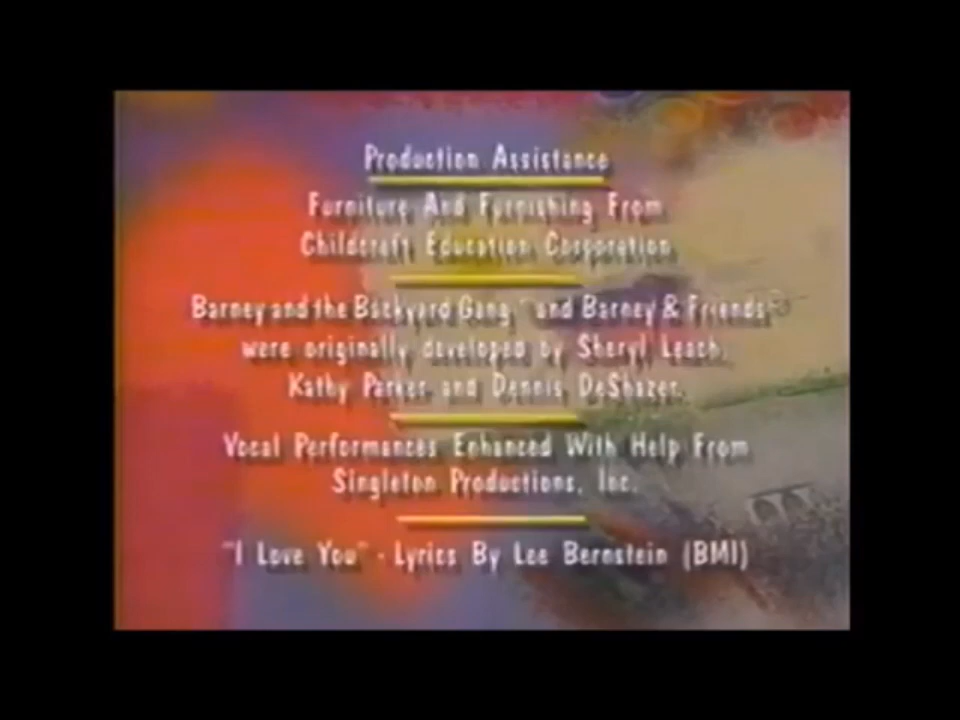 Production Assistance
Furniture And Furnishing From
Childcraft Education Corporation
Barney and the Backyard Gang™ and Barney & Friends®
were originally developed by Sheryl Leach,
Kathy Parker and Dennis DeShazer.
Vocal Performances Enhanced With Help From
Singleton Productions, Inc.
"I Love You" - Lyrics By Lee Bernstein (BMI)